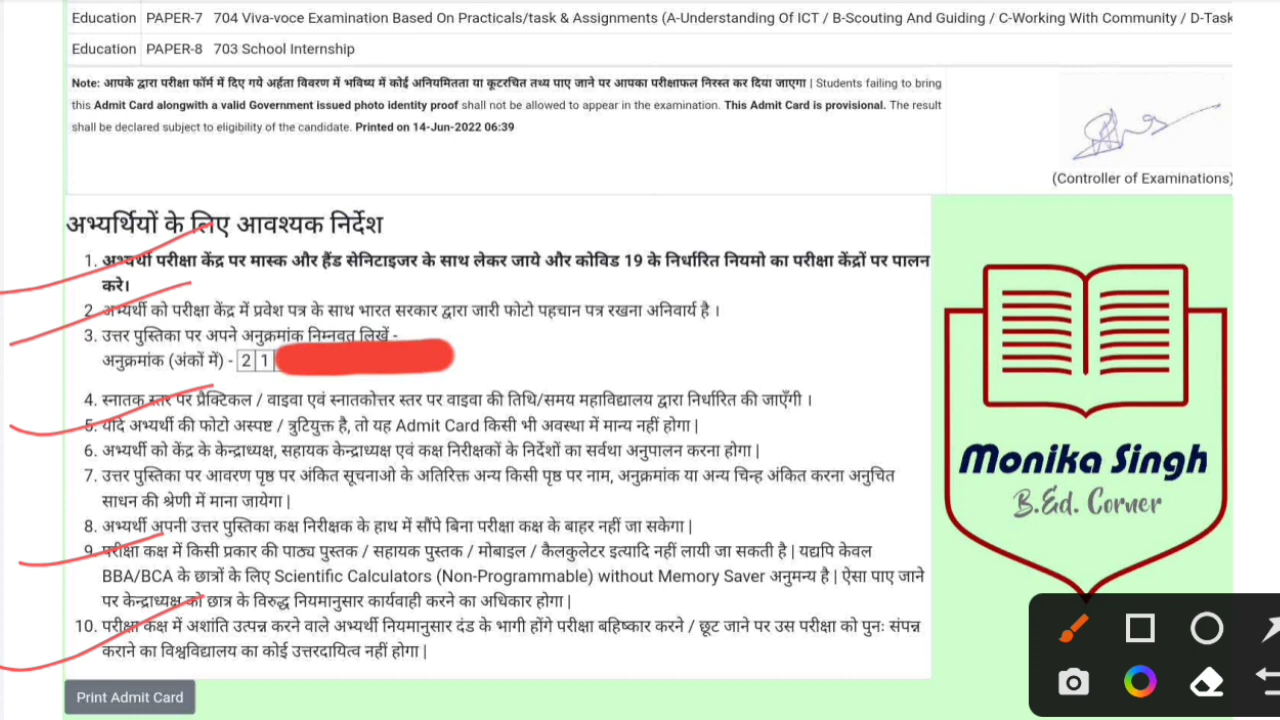 Education PAPER-7 704 Viva-voce Examination Based On Practicals/task & Assignments (A-Understanding Of ICT / B-Scouting And Guiding / C-Working With Community / D-Task
Education PAPER-8 703 School Internship
Note: आपके द्वारा परीक्षा फॉर्म में दिए गये अर्हता विवरण में भविष्य में कोई अनियमितता या कूटरचित तथ्य पाए जाने पर आपका परीक्षाफल निरस्त कर दिया जाएगा | Students failing to bring
this Admit Card alongwith a valid Government issued photo identity proof shall not be allowed to appear in the examination. This Admit Card is provisional. The result
shall be declared subject to eligibility of the candidate. Printed on 14-Jun-2022 06:39
(Controller of Examinations)
अभ्यर्थियों के लिए आवश्यक निर्देश
1. अभ्यर्थी परीक्षा केंद्र पर मास्क और हैंड सेनिटाइजर के साथ लेकर जाये और कोविड 19 के निर्धारित नियमो का परीक्षा केंद्रों पर पालन
करे।
2. अभ्यर्थी को परीक्षा केंद्र में प्रवेश पत्र के साथ भारत सरकार द्वारा जारी फोटो पहचान पत्र रखना अनिवार्य है ।
3. उत्तर पुस्तिका पर अपने अनुक्रमांक निम्नवत लिखें -
अनुक्रमांक (अंकों में) - 2 1
4. स्नातक स्तर पर प्रैक्टिकल / वाइवा एवं स्नातकोत्तर स्तर पर वाइवा की तिथि/समय महाविद्यालय द्वारा निर्धारित की जाएँगी ।
5. यदि अभ्यर्थी की फोटो अस्पष्ट / त्रुटियुक्त है, तो यह Admit Card किसी भी अवस्था में मान्य नहीं होगा |
6. अभ्यर्थी को केंद्र के केन्द्राध्यक्ष, सहायक केन्द्राध्यक्ष एवं कक्ष निरीक्षकों के निर्देशों का सर्वथा अनुपालन करना होगा |
7. उत्तर पुस्तिका पर आवरण पृष्ठ पर अंकित सूचनाओ के अतिरिक्त अन्य किसी पृष्ठ पर नाम, अनुक्रमांक या अन्य चिन्ह अंकित करना अनुचित
साधन की श्रेणी में माना जायेगा |
8. अभ्यर्थी अपनी उत्तर पुस्तिका कक्ष निरीक्षक के हाथ में सौंपे बिना परीक्षा कक्ष के बाहर नहीं जा सकेगा |
9. परीक्षा कक्ष में किसी प्रकार की पाठ्य पुस्तक / सहायक पुस्तक / मोबाइल / कैलकुलेटर इत्यादि नहीं लायी जा सकती है | यद्यपि केवल
BBA/BCA के छात्रों के लिए Scientific Calculators (Non-Programmable) without Memory Saver अनुमन्य है | ऐसा पाए जाने
पर केन्द्राध्यक्ष को छात्र के विरुद्ध नियमानुसार कार्यवाही करने का अधिकार होगा |
10. परीक्षा कक्ष में अशांति उत्पन्न करने वाले अभ्यर्थी नियमानुसार दंड के भागी होंगे परीक्षा बहिष्कार करने / छूट जाने पर उस परीक्षा को पुनः संपन्न
कराने का विश्वविद्यालय का कोई उत्तरदायित्व नहीं होगा |
Print Admit Card
Monika Singh
B.Ed. Corner